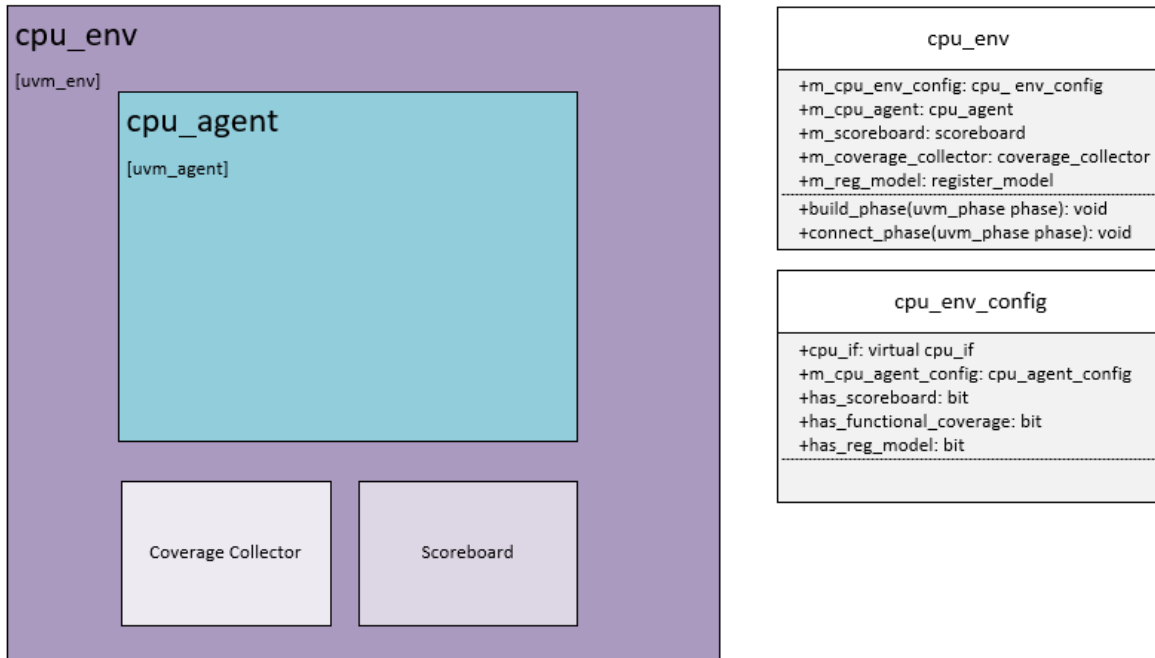 cpu_env
[uvm_env]
cpu_agent
[uvm_agent]
Coverage Collector
Scoreboard
cpu_env
+m_cpu_env_config: cpu_ env_config
+m_cpu_agent: cpu_agent
+m_scoreboard: scoreboard
+m_coverage_collector: coverage_collector
+m_reg_model: register_model
+build_phase(uvm_phase phase): void
+connect_phase(uvm_phase phase): void
cpu_env_config
+cpu_if: virtual cpu_if
+m_cpu_agent_config: cpu_agent_config
+has_scoreboard: bit
+has_functional_coverage: bit
+has_reg_model: bit